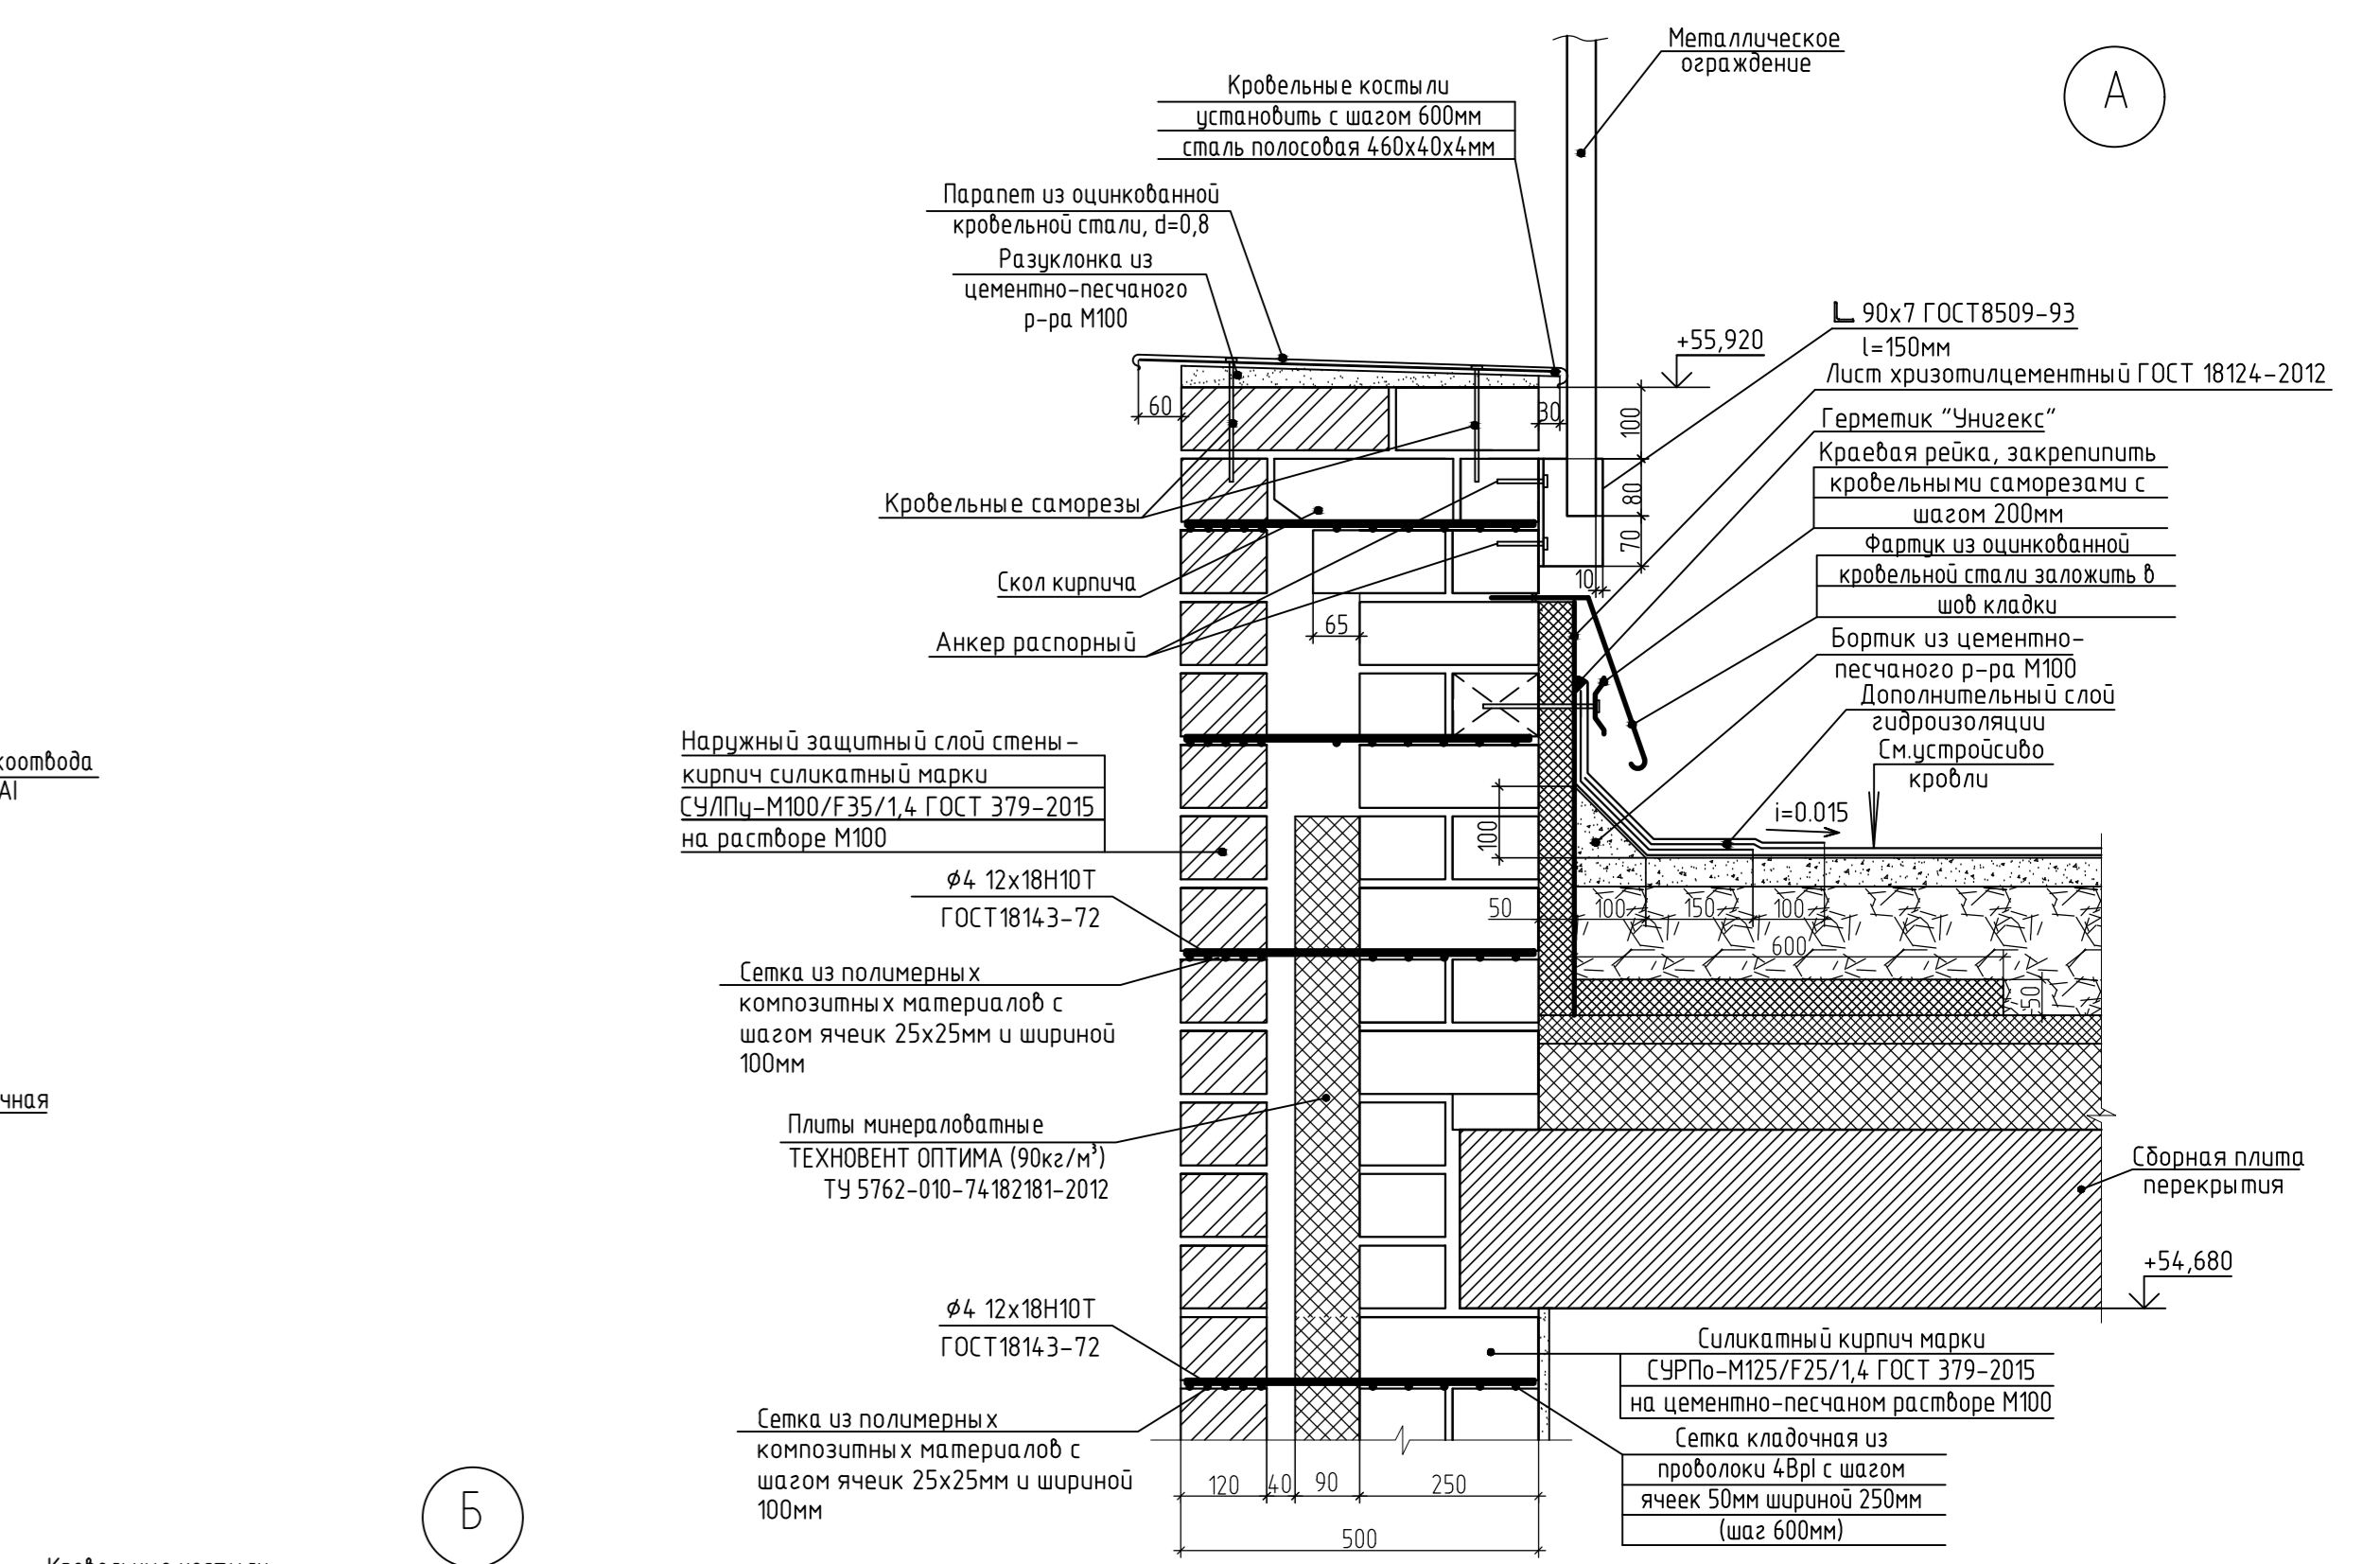 А
Металлическое
ограждение
Кровельные костыли
установить с шагом 600мм
сталь полосовая 460х40х4мм
Парапет из оцинкованной
кровельной стали, d=0,8
Разуклонка из
цементно-песчаного
р-ра М100
90х7 ГОСТ8509-93
l=150мм
+55,920
Лист хризотилцементный ГОСТ 18124-2012
Герметик "Унигекс"
Краевая рейка, закрепипить
кровельными саморезами с
шагом 200мм
Фартук из оцинкованной
кровельной стали заложить в
шов кладки
Бортик из цементно-
песчаного р-ра М100
Дополнительный слой
гидроизоляции
См.устройсиво
кровли
i=0.015
60
30
100
80
70
10
65
Кровельные саморезы
Скол кирпича
Анкер распорный
Наружный защитный слой стены-
кирпич силикатный марки
СУЛПу-М100/F35/1,4 ГОСТ 379-2015
на растворе М100
коотвода
АI
ϕ4 12х18Н10Т
ГОСТ18143-72
100
50
100
150
100
600
50
Сетка из полимерных
композитных материалов с
шагом ячеик 25х25мм и шириной
100мм
чная
Плиты минераловатные
ТЕХНОВЕНТ ОПТИМА (90кг/м³)
ТУ 5762-010-74182181-2012
Сборная плита
перекрытия
+54,680
ϕ4 12х18Н10Т
ГОСТ18143-72
Силикатный кирпич марки
СУРПо-М125/F25/1,4 ГОСТ 379-2015
на цементно-песчаном растворе М100
Сетка из полимерных
композитных материалов с
шагом ячеик 25х25мм и шириной
100мм
Сетка кладочная из
проволоки 4ВрI с шагом
ячеек 50мм шириной 250мм
(шаг 600мм)
120
40
90
250
500
Б
Кровельные костыли